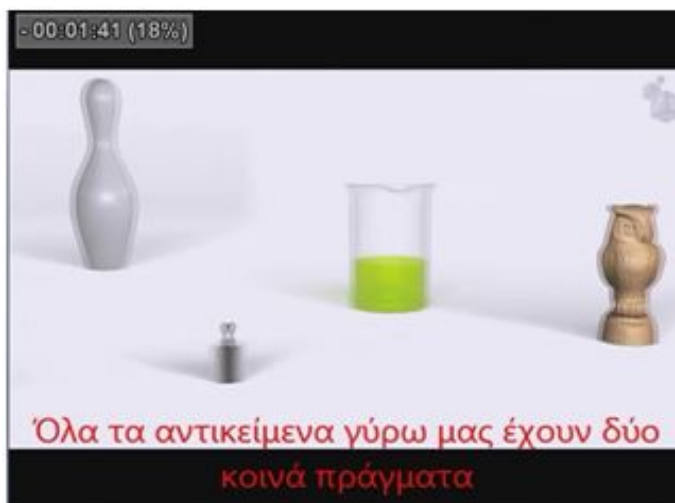 - 00:01:41 (18%)
Όλα τα αντικείμενα γύρω μας έχουν δύο
κοινά πράγματα